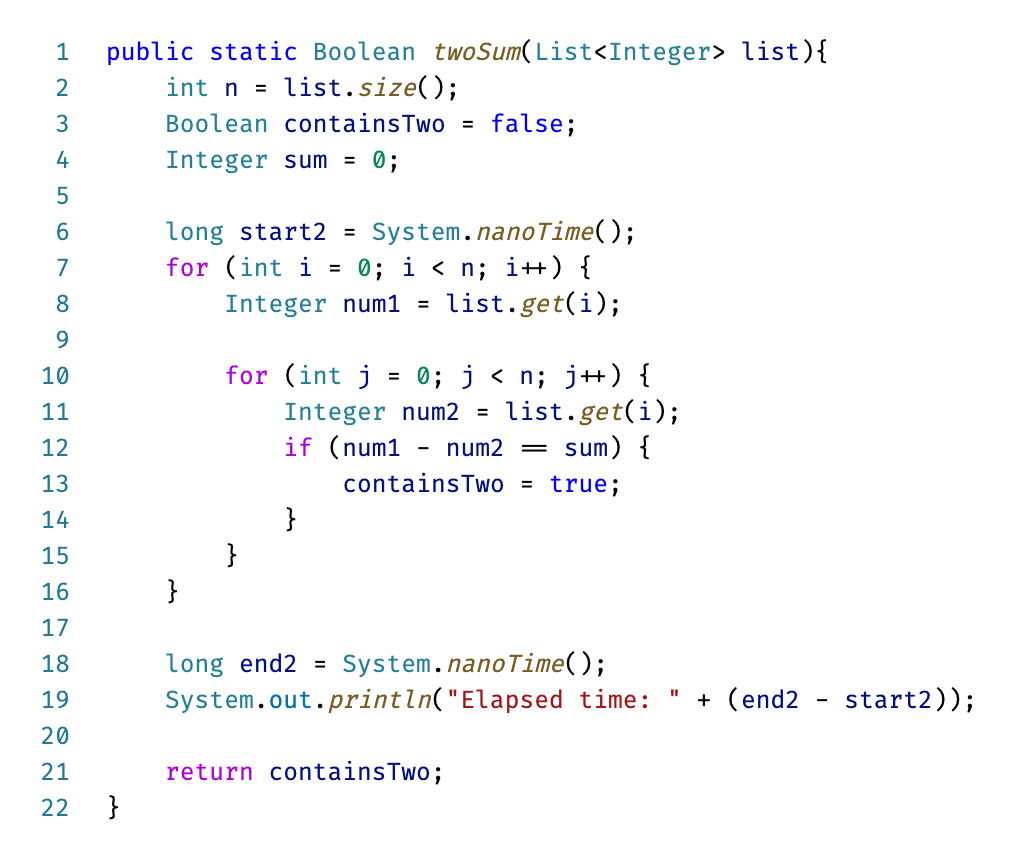 1 public static Boolean twoSum(List<Integer> list){
2     int n = list.size();
3     Boolean containsTwo = false;
4     Integer sum = 0;
5
6     long start2 = System.nanoTime();
7     for (int i = 0; i < n; i++) {
8         Integer num1 = list.get(i);
9
10         for (int j = 0; j < n; j++) {
11             Integer num2 = list.get(i);
12             if (num1 - num2 == sum) {
13                 containsTwo = true;
14             }
15         }
16     }
17
18     long end2 = System.nanoTime();
19     System.out.println("Elapsed time: " + (end2 - start2));
20
21     return containsTwo;
22 }